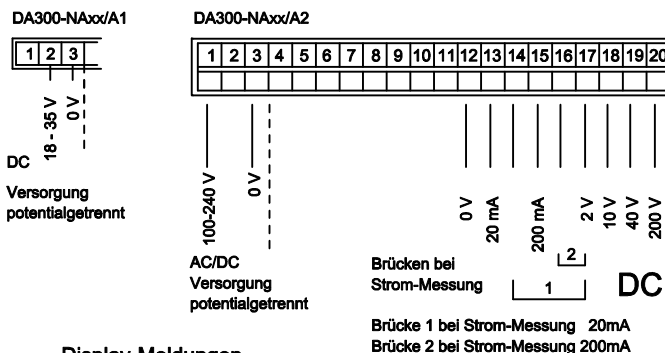 DA300-NAxx/A1
DA300-NAxx/A2
1 2 3
1 2 3 4 5 6 7 8 9 10 11 12 13 14 15 16 17 18 19 20
18 - 35 V
0 V
DC
Versorgung
potentialgetrennt
100-240 V
0 V
AC/DC
Versorgung
potentialgetrennt
0 V
20 mA
200 mA
2 V
10 V
40 V
200 V
Brücken bei
Strom-Messung
2
1
DC
Brücke 1 bei Strom-Messung 20mA
Brücke 2 bei Strom-Messung 200mA
Display-Meldungen